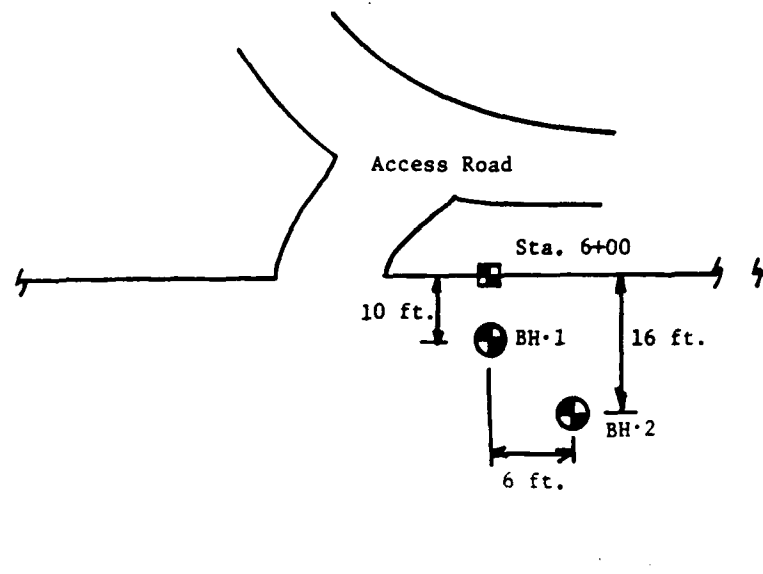 Access Road
Sta. 6+00
10 ft.
BH·1
16 ft.
BH·2
6 ft.